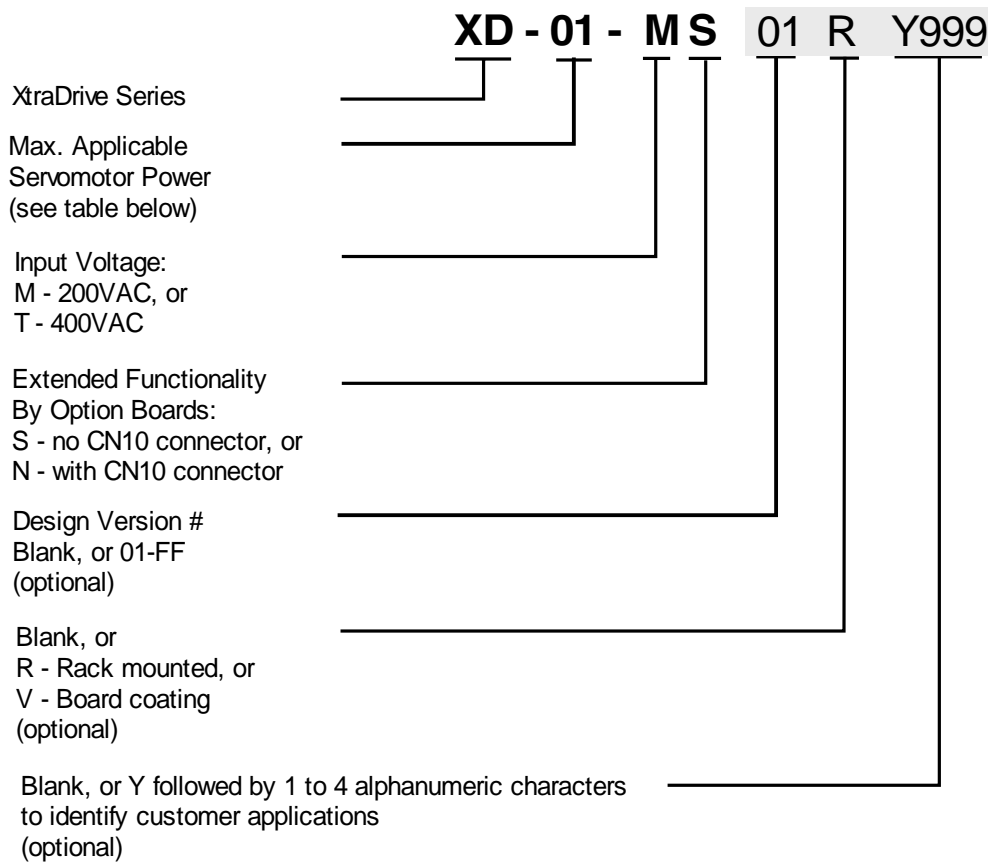 XD - 01 - M S 01 R Y999
XtraDrive Series
Max. Applicable
Servomotor Power
(see table below)
Input Voltage:
M - 200VAC, or
T - 400VAC
Extended Functionality
By Option Boards:
S - no CN10 connector, or
N - with CN10 connector
Design Version #
Blank, or 01-FF
(optional)
Blank, or
R - Rack mounted, or
V - Board coating
(optional)
Blank, or Y followed by 1 to 4 alphanumeric characters
to identify customer applications
(optional)